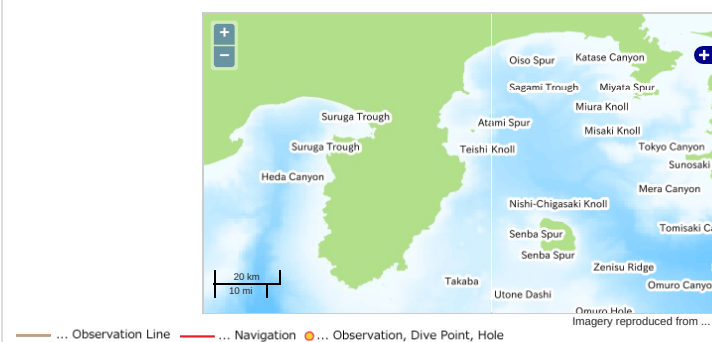 +
−
Oiso Spur
Katase Canyon
+
Sagami Trough
Miyata Spur
Miura Knoll
Suruga Trough
Atami Spur
Misaki Knoll
Suruga Trough
Teishi Knoll
Tokyo Canyon
Sunosaki
Heda Canyon
Mera Canyon
Nishi-Chigasaki Knoll
Tomisaki Ca
Senba Spur
Senba Spur
Zenisu Ridge
20 km
10 mi
Takaba
Omuro Canyo
Utone Dashi
Omuro Hole
Imagery reproduced from ...
... Observation Line
... Navigation
... Observation, Dive Point, Hole